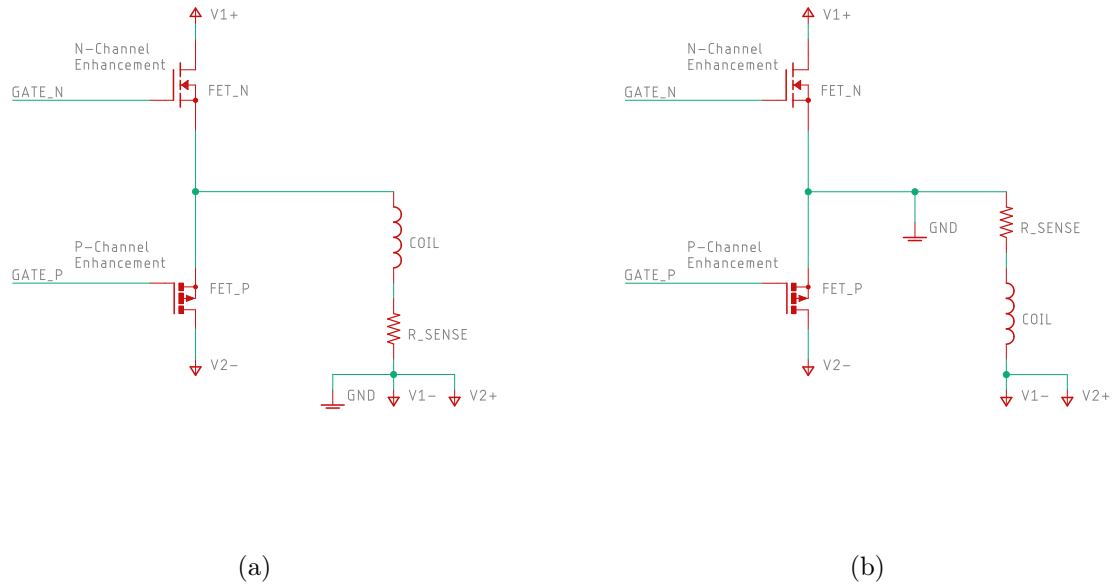 V1+
N-Channel
Enhancement
GATE_N
FET_N
P-Channel
Enhancement
GATE_P
FET_P
COIL
R_SENSE
V2-
GND
V1-
V2+
(a)
V1+
N-Channel
Enhancement
GATE_N
FET_N
GND
R_SENSE
P-Channel
Enhancement
GATE_P
FET_P
COIL
V2-
V1-
V2+
(b)